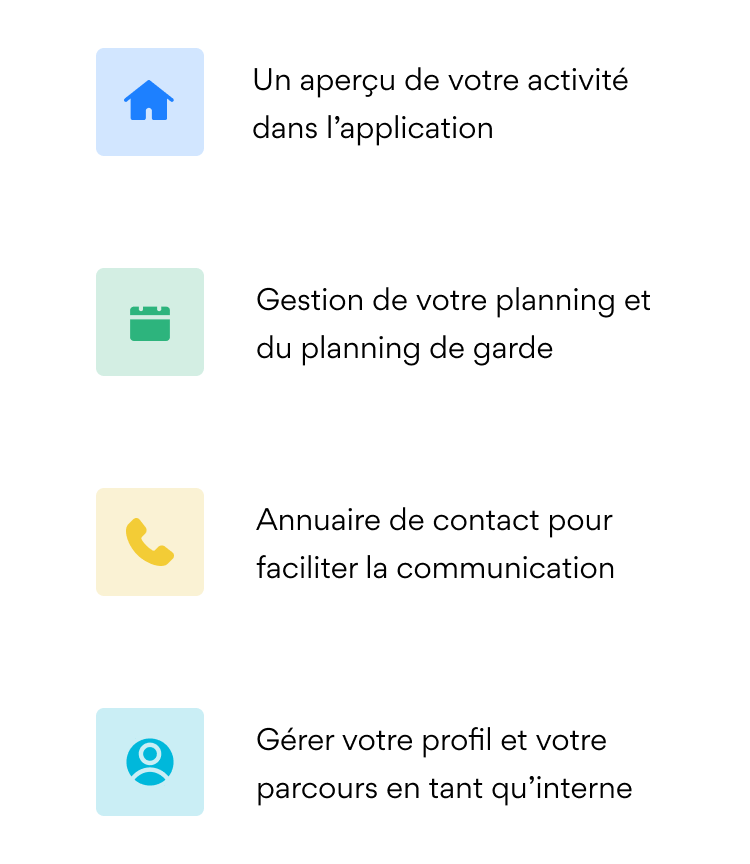 Un aperçu de votre activité
dans l’application
Gestion de votre planning et
du planning de garde
Annuaire de contact pour
faciliter la communication
Gérer votre profil et votre
parcours en tant qu’interne